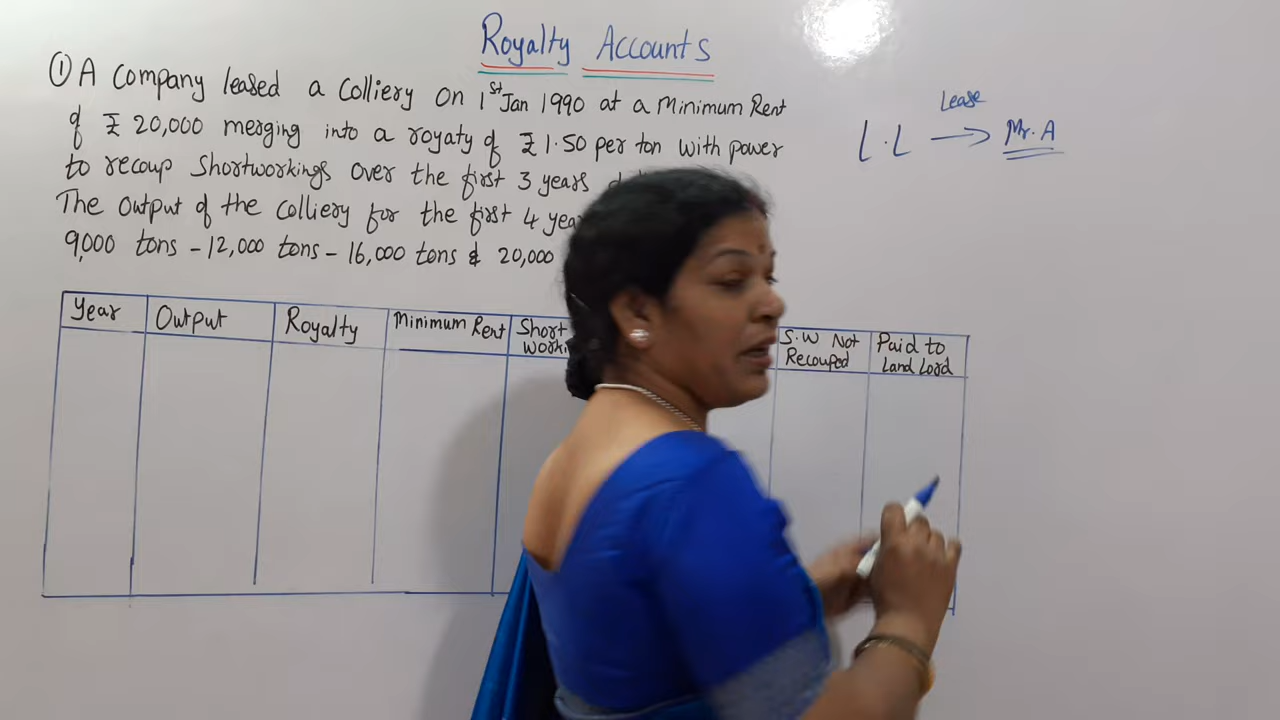 Royalty Accounts
① A Company leased a Colliery on 1st Jan 1990 at a Minimum Rent
of ₹ 20,000 merging into a royaty of ₹ 1.50 per ton with power
to recoup Shortworkings over the first 3 years
The Output of the Colliery for the first 4
9,000 tons - 12,000 tons - 16,000 tons & 20,000
Lease
L.L → Mr. A
Year Output Royalty Minimum Rent Short S.W Not Recouped Paid to Land Lord